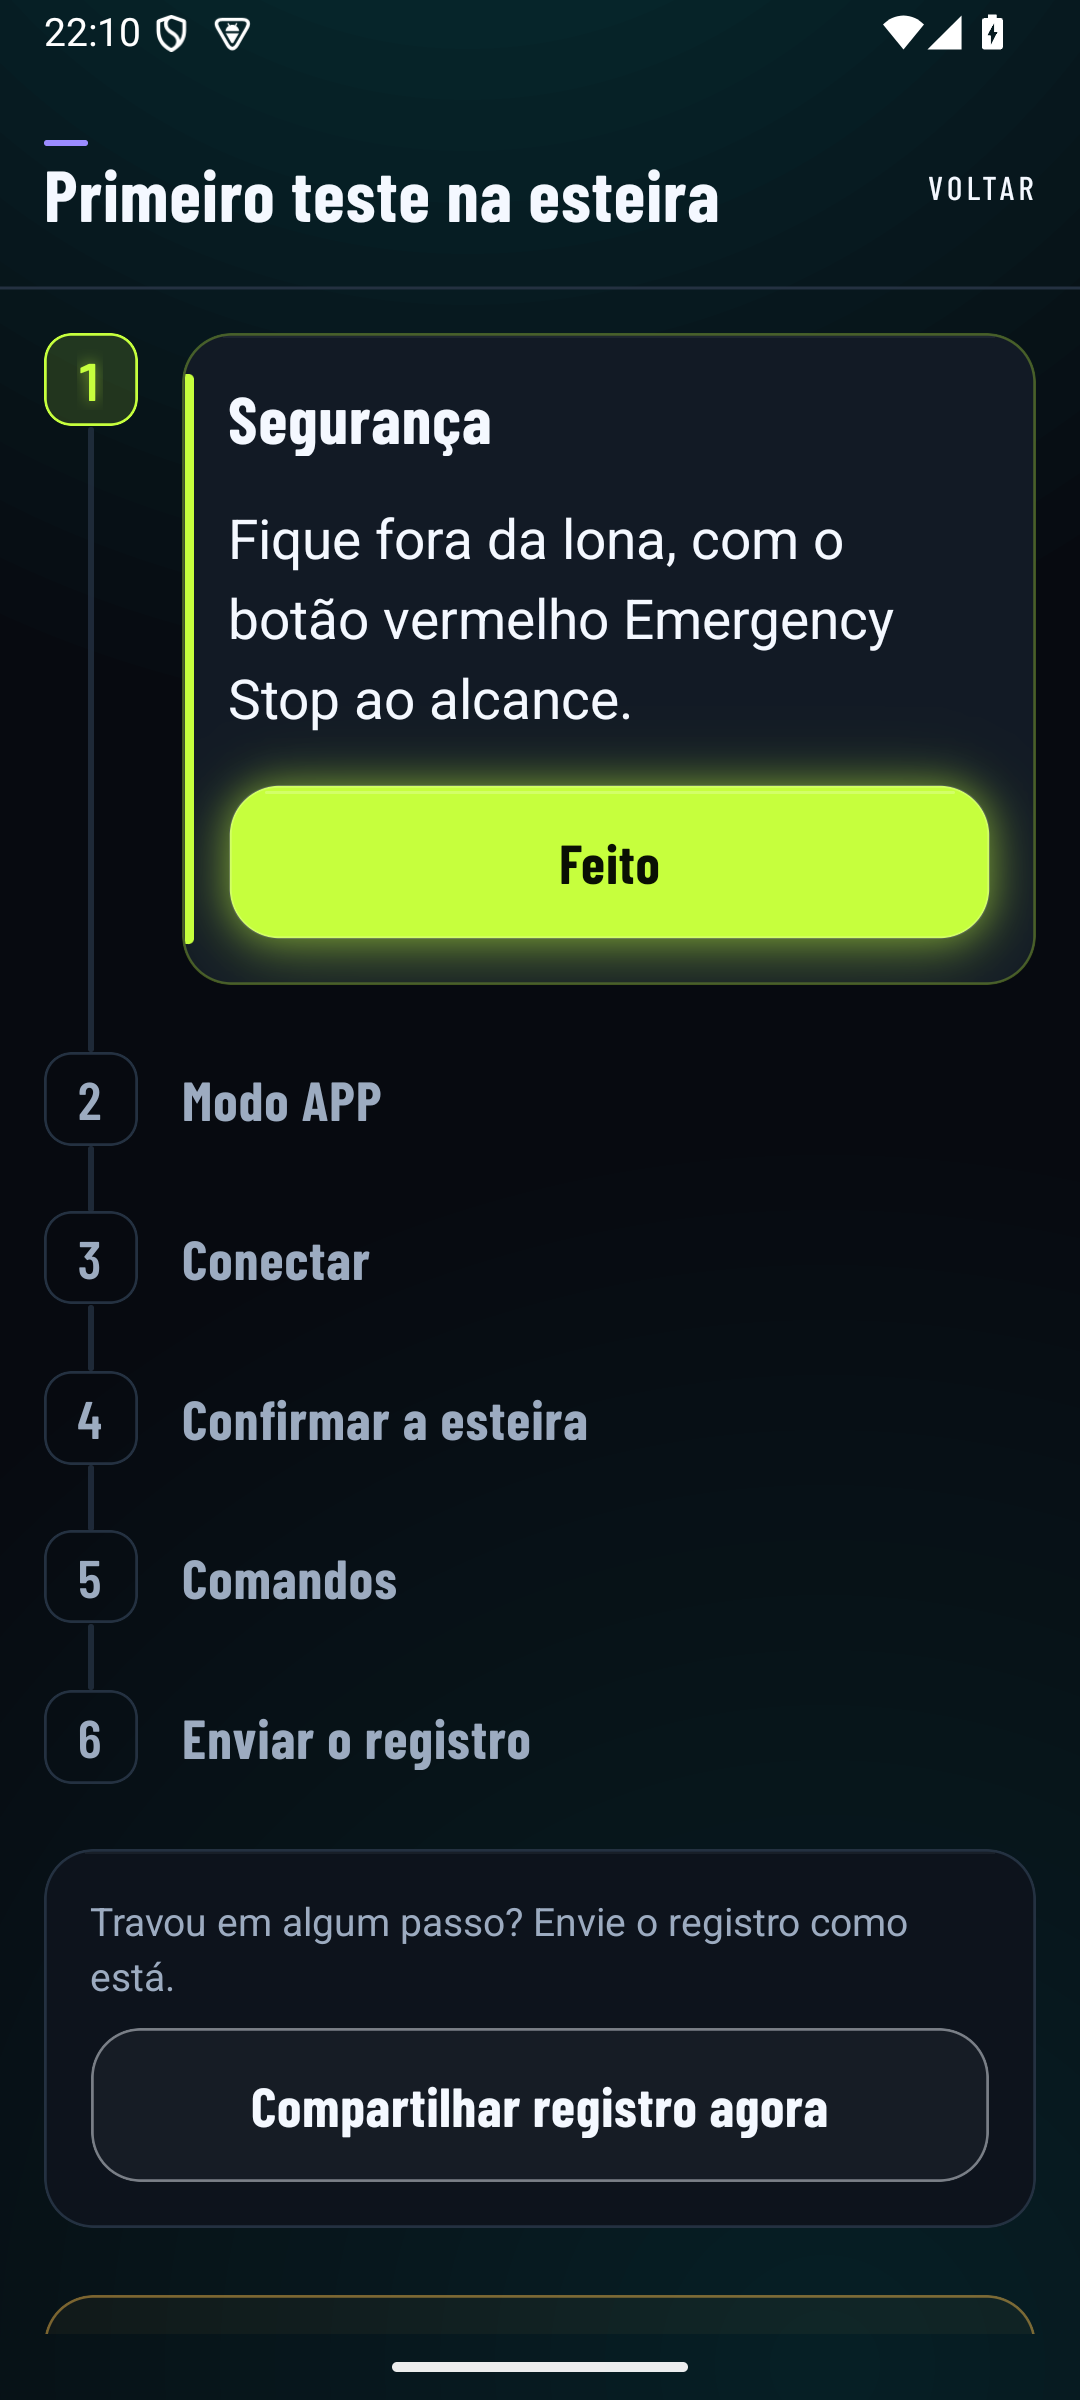 22:10
Primeiro teste na esteira
VOLTAR
1
Segurança
Fique fora da lona, com o
botão vermelho Emergency
Stop ao alcance.
Feito
2
Modo APP
3
Conectar
4
Confirmar a esteira
5
Comandos
6
Enviar o registro
Travou em algum passo? Envie o registro como
está.
Compartilhar registro agora